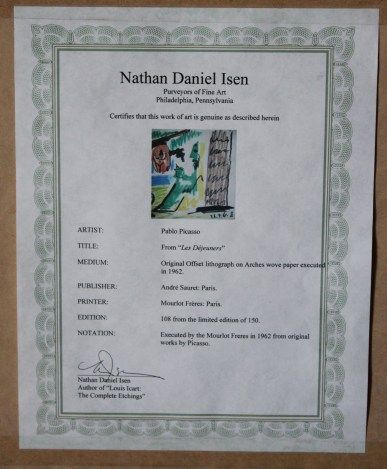 Nathan Daniel Isen
Purveyors of Fine Art
Philadelphia, Pennsylvania
Certifies that this work of art is genuine as described herein
ARTIST: Pablo Picasso
TITLE: From "Les Déjeuners"
MEDIUM: Original Offset lithograph on Arches wove paper executed
in 1962.
PUBLISHER: André Sauret: Paris.
PRINTER: Mourlot Frères: Paris.
EDITION: 108 from the limited edition of 150.
NOTATION: Executed by the Mourlot Freres in 1962 from original
works by Picasso.
Nathan Daniel Isen
Author of "Louis Icart:
The Complete Etchings"